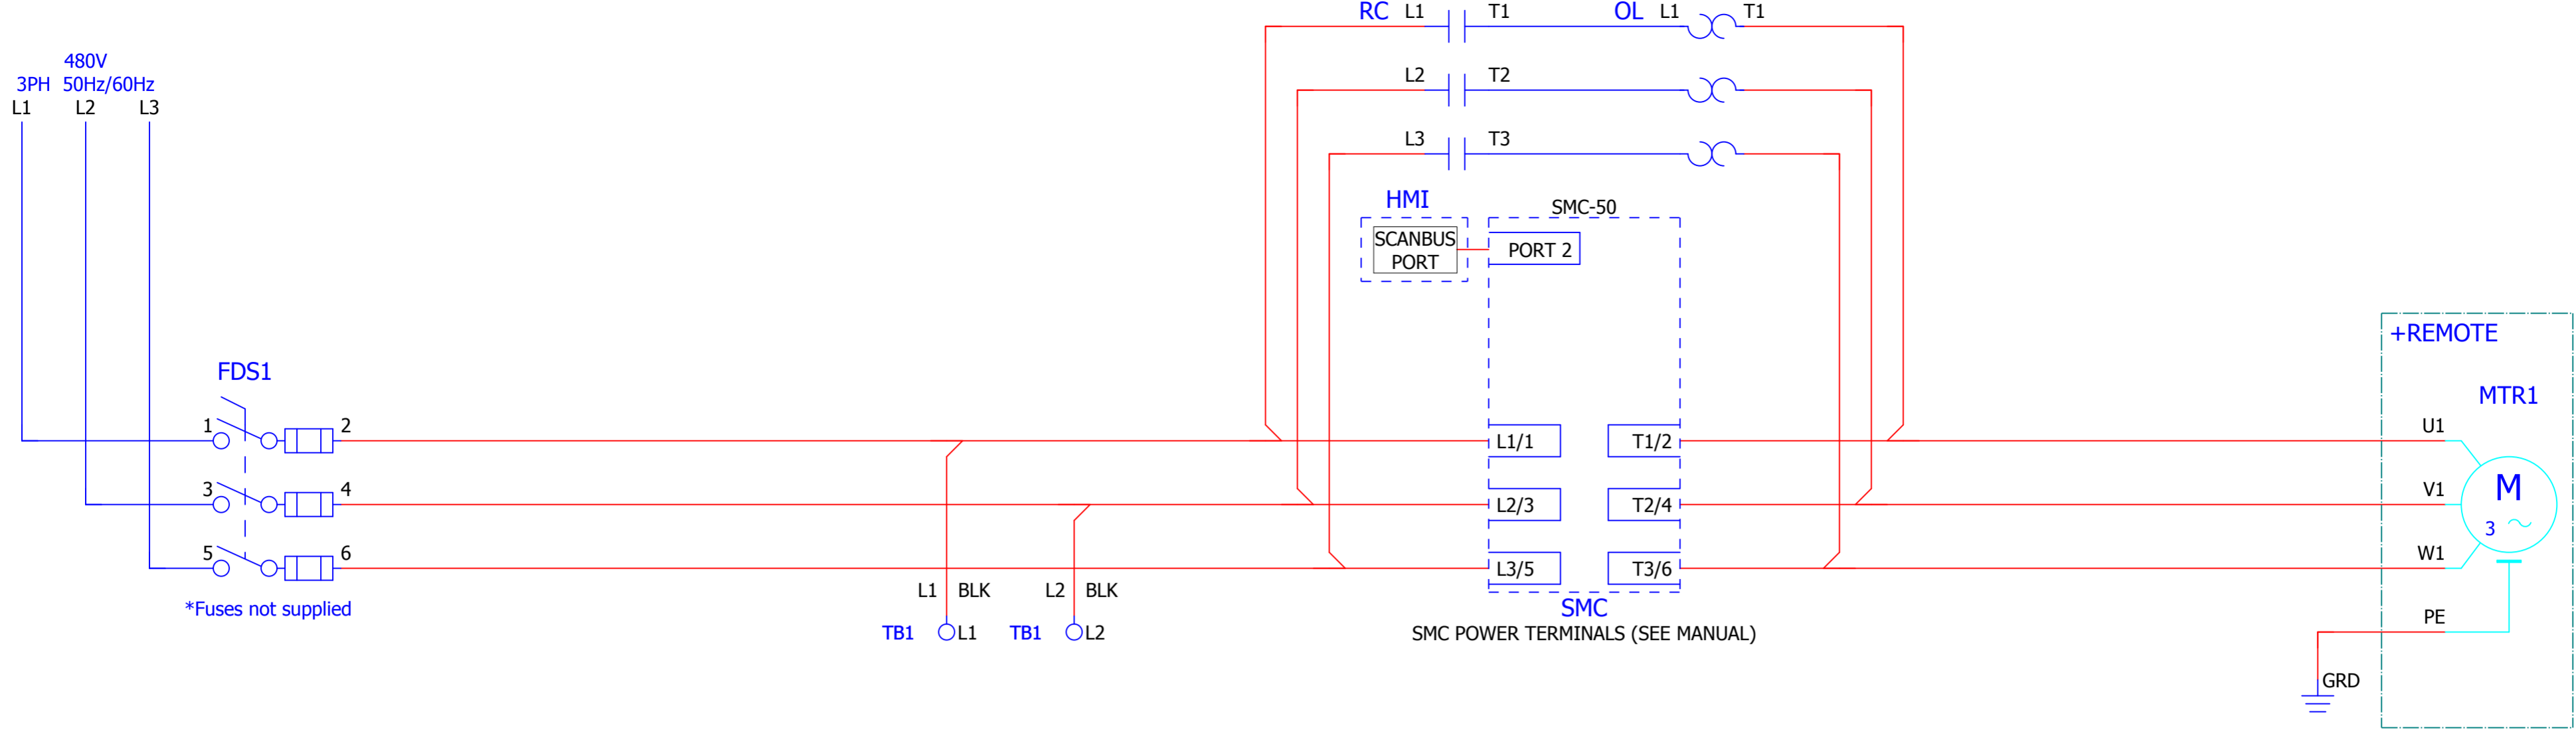 RC L1 T1 OL L1 T1
480V
3PH 50Hz/60Hz
L1 L2 L3
L2 T2
L3 T3
HMI
SMC-50
SCANBUS
PORT
PORT 2
+REMOTE
FDS1
MTR1
1 2
L1/1 T1/2
U1
3 4
L2/3 T2/4
V1
M
3
5 6
L3/5 T3/6
W1
*Fuses not supplied
L1 BLK L2 BLK
SMC
TB1 L1 TB1 L2
SMC POWER TERMINALS (SEE MANUAL)
PE
GRD